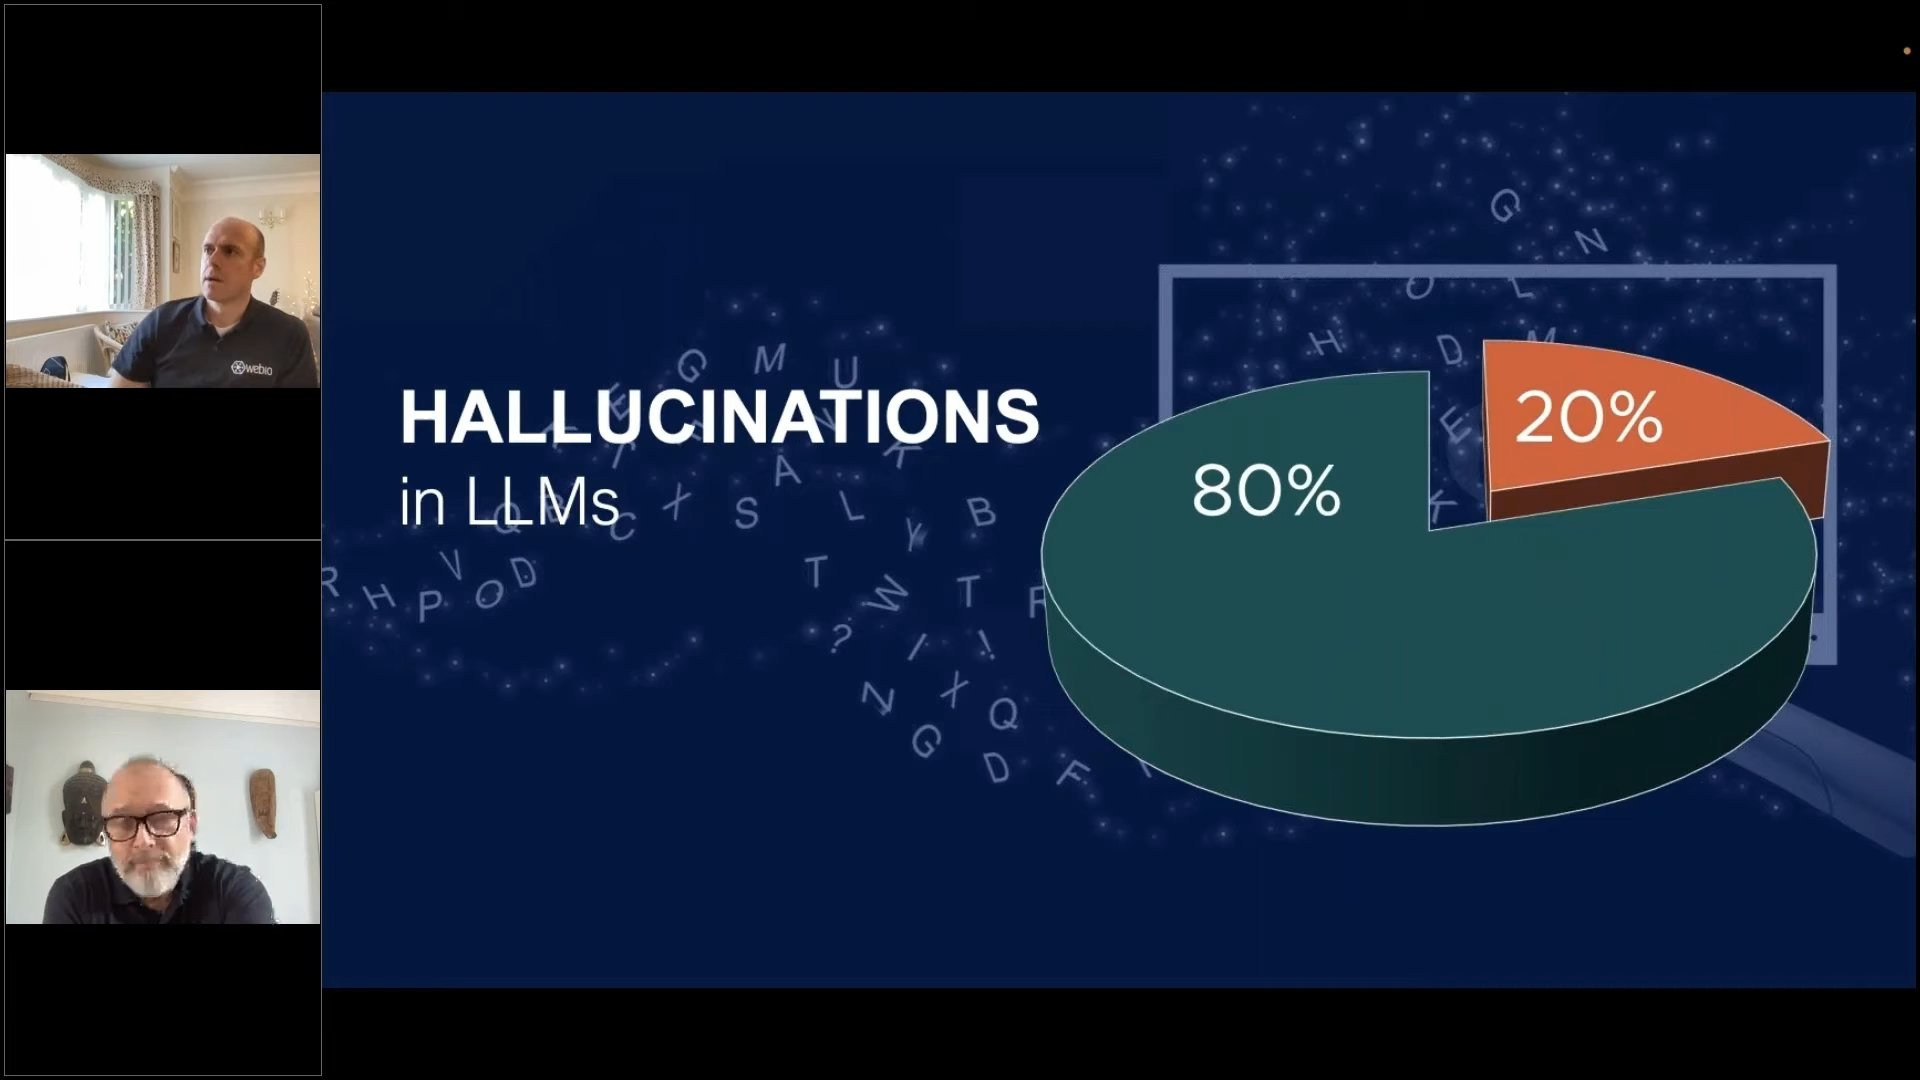 webio
HALLUCINATIONS
in LLMs
80%
20%
G
N
O
L
H
D
M
E
K
G
M
U
E
N
T
K
A
Q
B
C
X
S
L
Y
B
V
D
R
H
P
O
T
W
T
F
?
I
!
N
X
Q
G
D
F